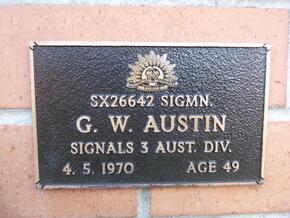 SX26642 SIGMN.
G. W. AUSTIN
SIGNALS 3 AUST. DIV.
4. 5. 1970 AGE 49